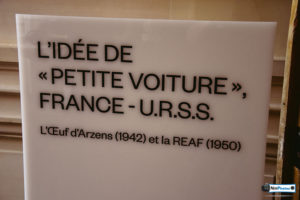 L'IDÉE DE
« PETITE VOITURE »,
FRANCE - U.R.S.S.
L'Œuf d'Arzens (1942) et la REAF (1950)